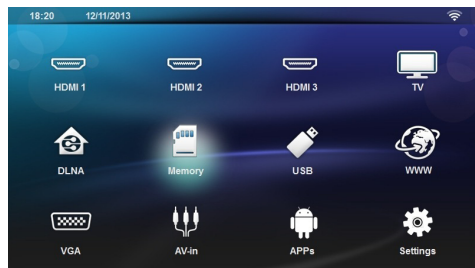 18:20 12/11/2013
HDMI 1 HDMI 2 HDMI 3 TV
DLNA Memory USB WWW
VGA AV-in APPs Settings